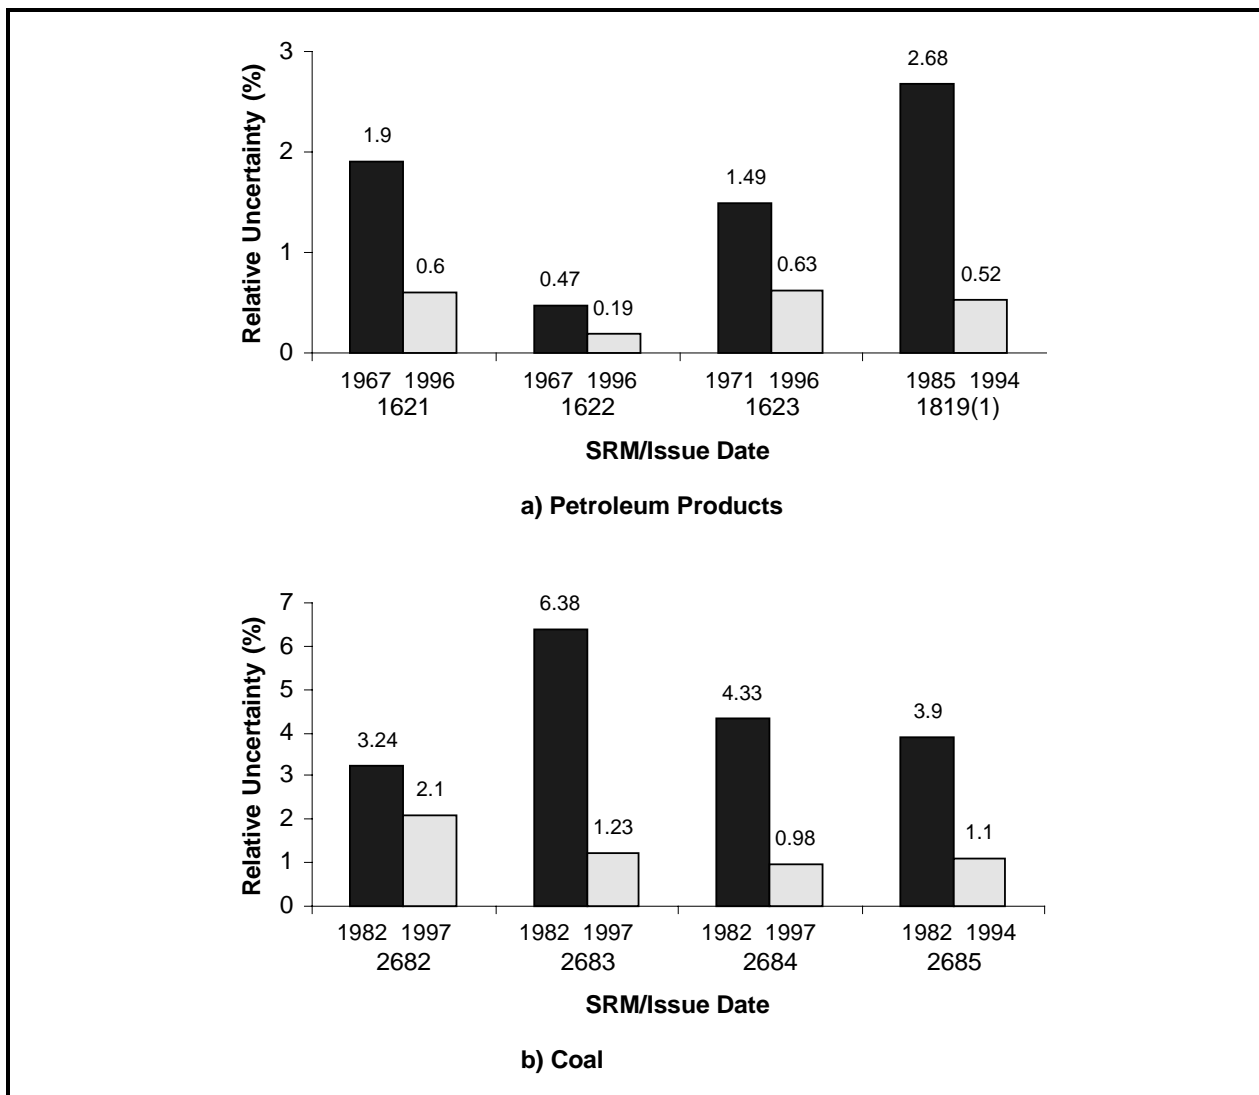 3
2
1
0
Relative Uncertainty (%)
1.9
0.6
0.47
0.19
1.49
0.63
2.68
0.52
1967 1996 1967 1996 1971 1996 1985 1994
1621 1622 1623 1819(1)
SRM/Issue Date
a) Petroleum Products
7
6
5
4
3
2
1
0
Relative Uncertainty (%)
3.24
2.1
6.38
1.23
4.33
0.98
3.9
1.1
1982 1997 1982 1997 1982 1997 1982 1994
2682 2683 2684 2685
SRM/Issue Date
b) Coal